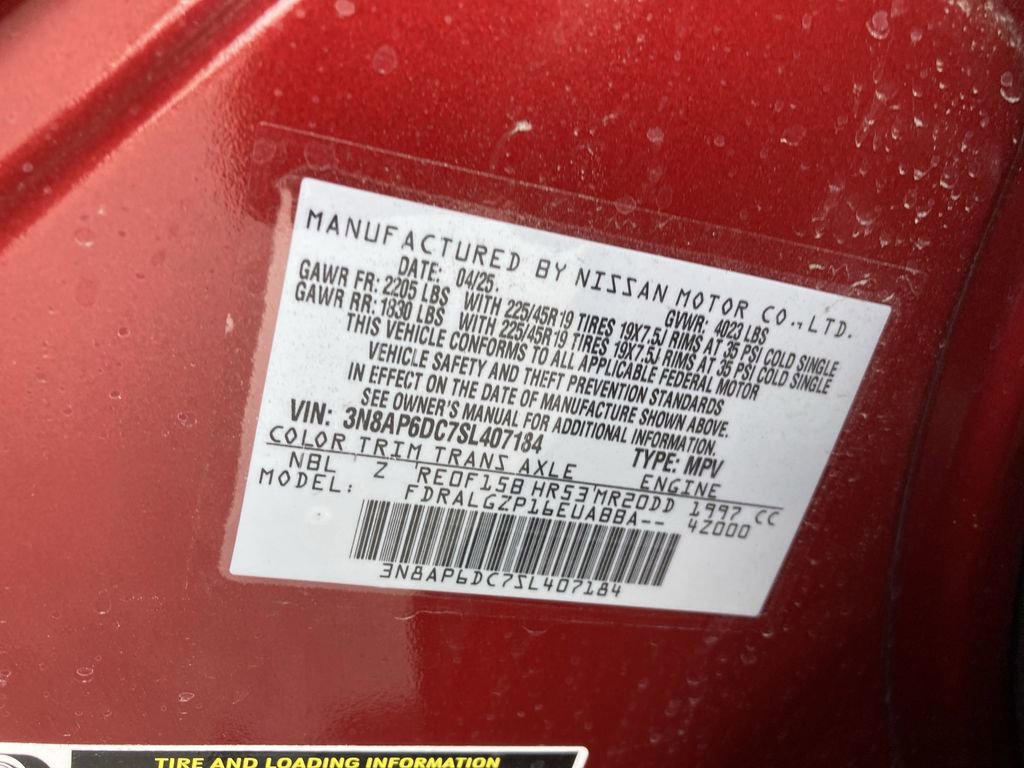 MANUFACTURED BY NISSAN MOTOR CO.,LTD.
DATE: 04/25. GVWR: 4023 LBS
GAWR FR: 2205 LBS WITH 225/45R19 TIRES 19X7.5J RIMS AT 35 PSI COLD SINGLE
GAWR RR: 1830 LBS WITH 225/45R19 TIRES 19X7.5J RIMS AT 35 PSI COLD SINGLE
THIS VEHICLE CONFORMS TO ALL APPLICABLE FEDERAL MOTOR
VEHICLE SAFETY AND THEFT PREVENTION STANDARDS
IN EFFECT ON THE DATE OF MANUFACTURE SHOWN ABOVE.
SEE OWNER'S MANUAL FOR ADDITIONAL INFORMATION.
VIN: 3N8AP6DC7SL407184 TYPE: MPV
COLOR TRIM TRANS AXLE ENGINE
NBL Z RE0F15B HR53 MR20DD 1997 CC
MODEL: FDRALGZP16EUABBA-- 4Z000
3N8AP6DC7SL407184
TIRE AND LOADING INFORMATION